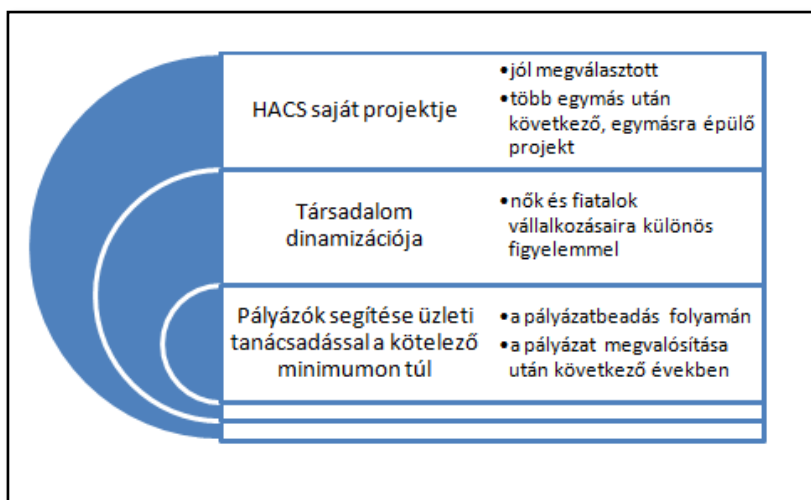 HACS saját projektje
•jól megválasztott
•több egymás után
következő, egymásra épülő
projekt
Társadalom
dinamizációja
•nők és fiatalok
vállalkozásaira különös
figyelemmel
Pályázók segítése üzleti
tanácsadással a kötelező
minimumon túl
•a pályázatbeadás folyamán
•a pályázat megvalósítása
után következő években